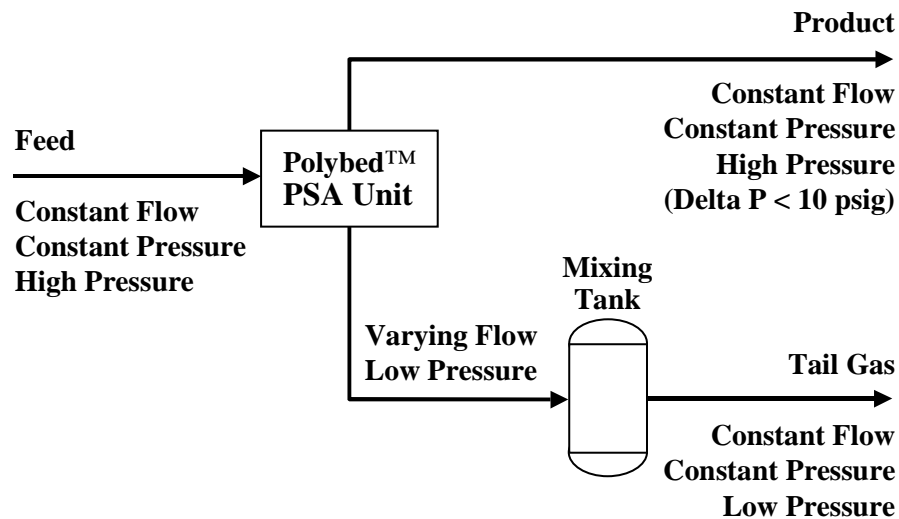 Product
Constant Flow
Constant Pressure
High Pressure
(Delta P < 10 psig)
Feed
Constant Flow
Constant Pressure
High Pressure
Polybed™
PSA Unit
Varying Flow
Low Pressure
Mixing
Tank
Tail Gas
Constant Flow
Constant Pressure
Low Pressure